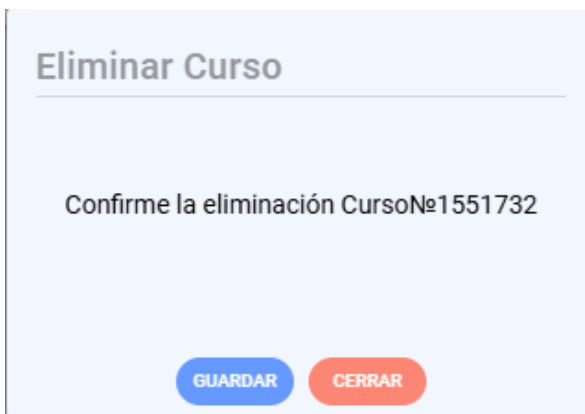 Eliminar Curso
Confirme la eliminación Curso№1551732
GUARDAR CERRAR